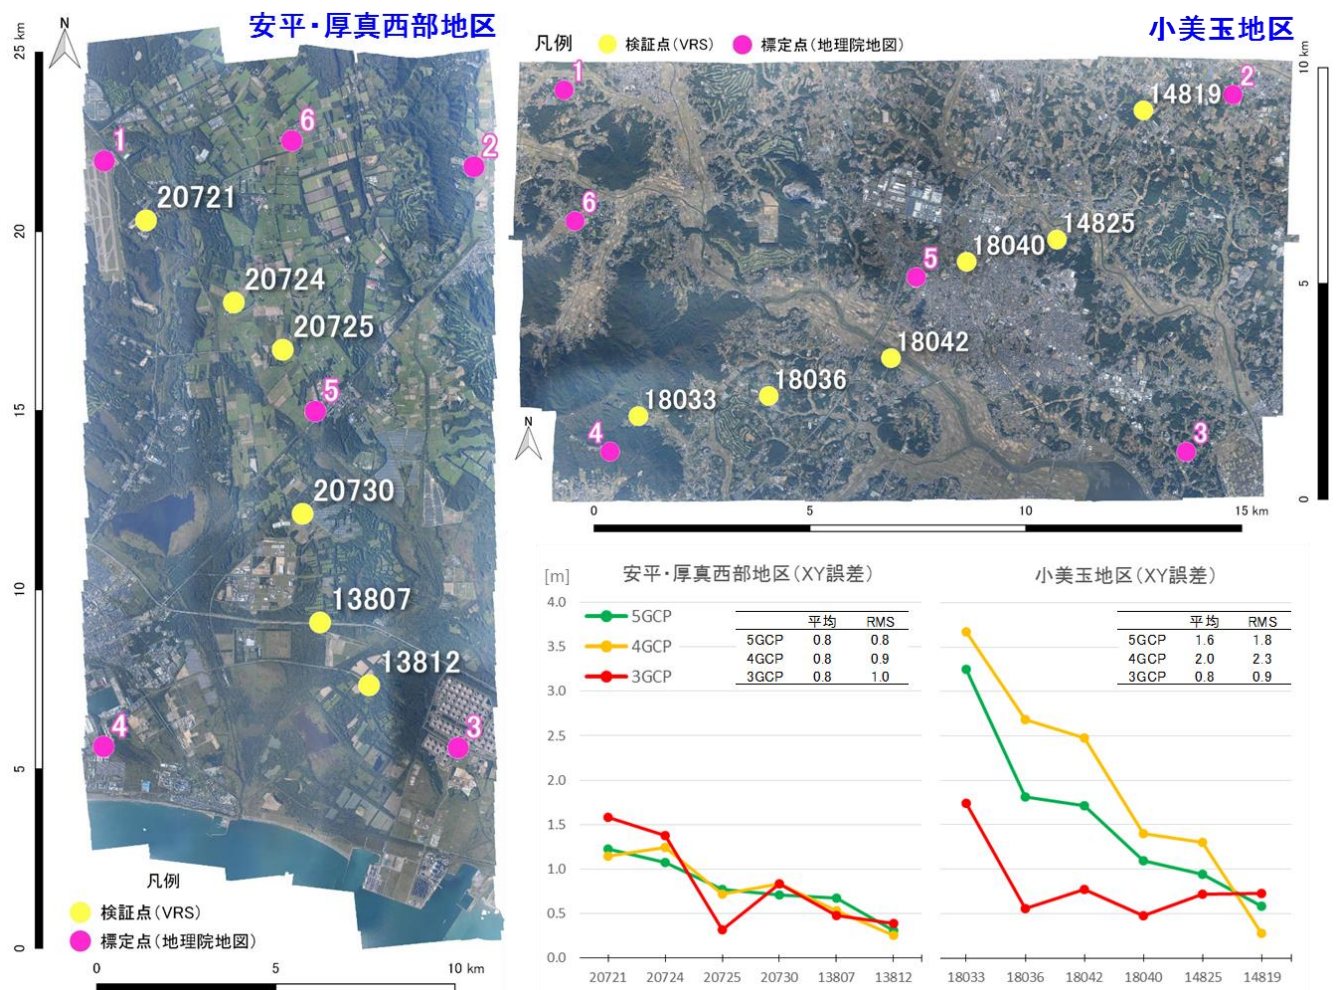 安平・厚真西部地区
N
25 km
20
15
10
5
0
1
6
2
20721
20724
20725
5
20730
13807
13812
4
3
凡例
検証点(VRS)
標定点(地理院地図)
0
5
10 km
小美玉地区
凡例
検証点(VRS)
標定点(地理院地図)
1
14819
2
6
14825
18040
5
18042
18036
18033
4
3
N
10 km
5
0
0
5
10
15 km
[m]
安平・厚真西部地区(XY誤差)
4.0
3.5
3.0
2.5
2.0
1.5
1.0
0.5
0.0
5GCP
4GCP
3GCP
平均 RMS
5GCP 0.8 0.8
4GCP 0.8 0.9
3GCP 0.8 1.0
20721 20724 20725 20730 13807 13812
小美玉地区(XY誤差)
平均 RMS
5GCP 1.6 1.8
4GCP 2.0 2.3
3GCP 0.8 0.9
18033 18036 18042 18040 14825 14819